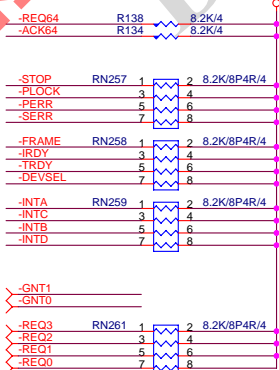 -REQ64 R138 8.2K/4
-ACK64 R134 8.2K/4
-STOP RN257 1 2 8.2K/8P4R/4
-PLOCK 3 4
-PERR 5 6
-SERR 7 8
-FRAME RN258 1 2 8.2K/8P4R/4
-IRDY 3 4
-TRDY 5 6
-DEVSEL 7 8
-INTA RN259 1 2 8.2K/8P4R/4
-INTC 3 4
-INTB 5 6
-INTD 7 8
-GNT1
-GNT0
-REQ3 RN261 1 2 8.2K/8P4R/4
-REQ2 3 4
-REQ1 5 6
-REQ0 7 8